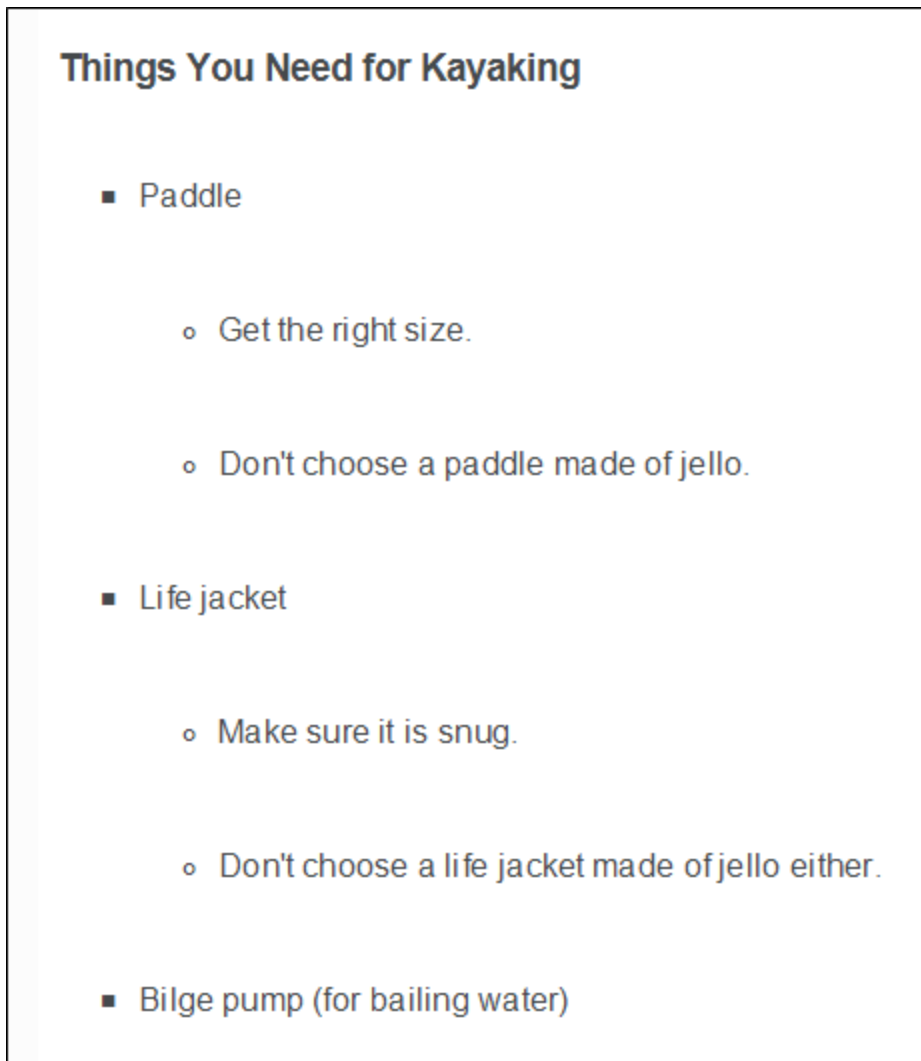 Things You Need for Kayaking
Paddle
Get the right size.
Don't choose a paddle made of jello.
Life jacket
Make sure it is snug.
Don't choose a life jacket made of jello either.
Bilge pump (for bailing water)